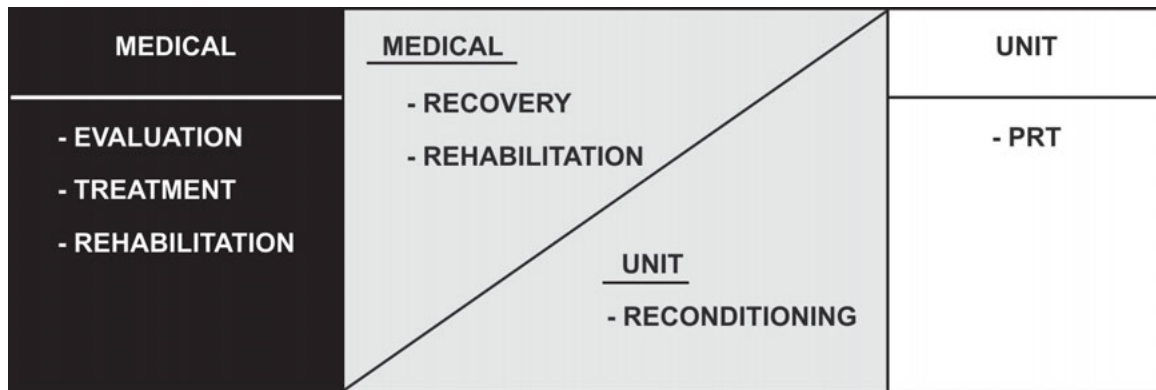 MEDICAL
- EVALUATION
- TREATMENT
- REHABILITATION
MEDICAL
- RECOVERY
- REHABILITATION
UNIT
- RECONDITIONING
UNIT
- PRT